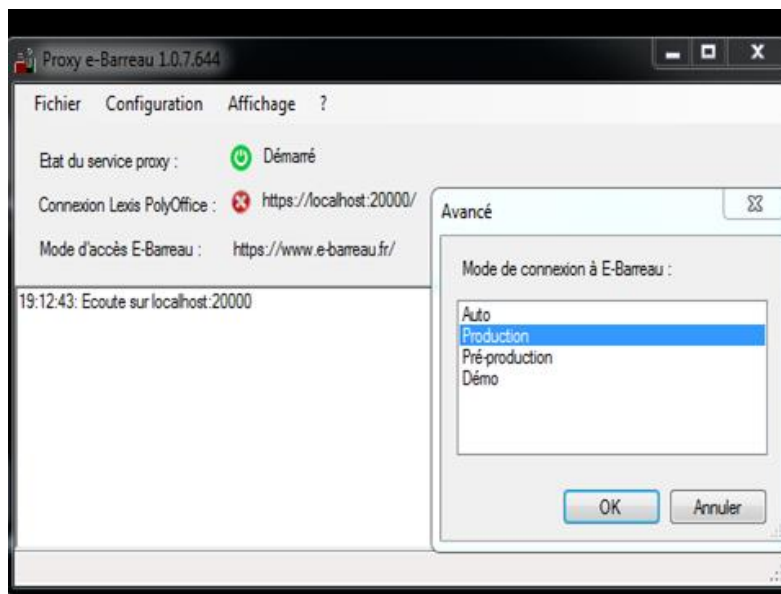 Proxy e-Barreau 1.0.7.644
Fichier Configuration Affichage ?
Etat du service proxy : Démarré
Connexion Lexis PolyOffice : https://localhost:20000/
Mode d'accès E-Barreau : https://www.e-barreau.fr/
19:12:43: Ecoute sur localhost:20000
Avancé
Mode de connexion à E-Barreau :
Auto
Production
Pré-production
Démo
OK Annuler